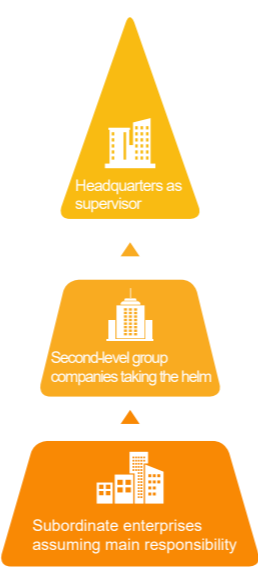 Headquarters as
supervisor
Second-level group
companies taking the helm
Subordinate enterprises
assuming main responsibility